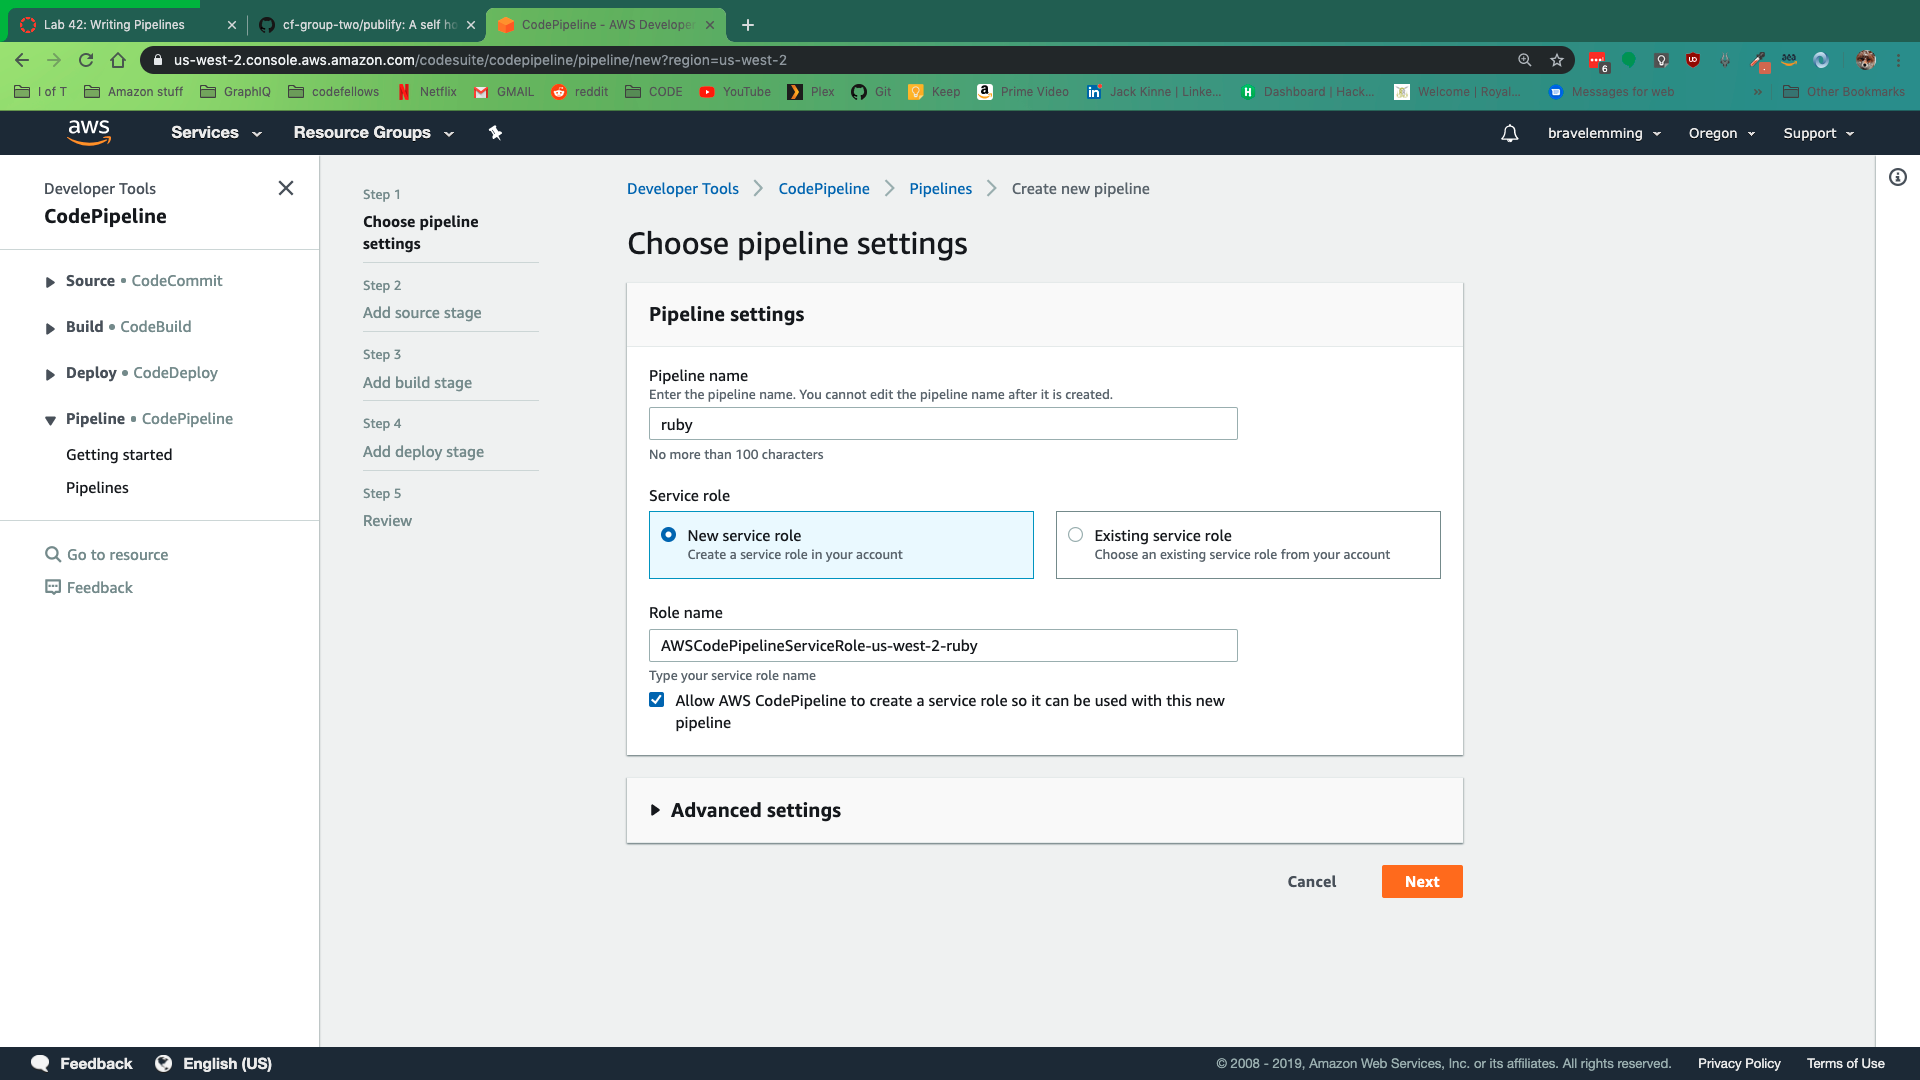 Lab 42: Writing Pipelines
cf-group-two/publify: A self ho
CodePipeline - AWS Developer
us-west-2.console.aws.amazon.com/codesuite/codepipeline/pipeline/new?region=us-west-2
6
I of T
Amazon stuff
GraphIQ
codefellows
Netflix
GMAIL
reddit
CODE
YouTube
Plex
Git
Keep
Prime Video
Jack Kinne | Linke...
Dashboard | Hack...
Welcome | Royal...
Messages for web
»
Other Bookmarks
aws
Services
Resource Groups
bravelemming
Oregon
Support
Developer Tools
CodePipeline
Source • CodeCommit
Build • CodeBuild
Deploy • CodeDeploy
Pipeline • CodePipeline
Getting started
Pipelines
Go to resource
Feedback
Step 1
Choose pipeline
settings
Step 2
Add source stage
Step 3
Add build stage
Step 4
Add deploy stage
Step 5
Review
Developer Tools
CodePipeline
Pipelines
Create new pipeline
Choose pipeline settings
Pipeline settings
Pipeline name
Enter the pipeline name. You cannot edit the pipeline name after it is created.
ruby
No more than 100 characters
Service role
New service role
Create a service role in your account
Existing service role
Choose an existing service role from your account
Role name
AWSCodePipelineServiceRole-us-west-2-ruby
Type your service role name
Allow AWS CodePipeline to create a service role so it can be used with this new
pipeline
Advanced settings
Cancel
Next
Feedback
English (US)
© 2008 - 2019, Amazon Web Services, Inc. or its affiliates. All rights reserved.
Privacy Policy
Terms of Use